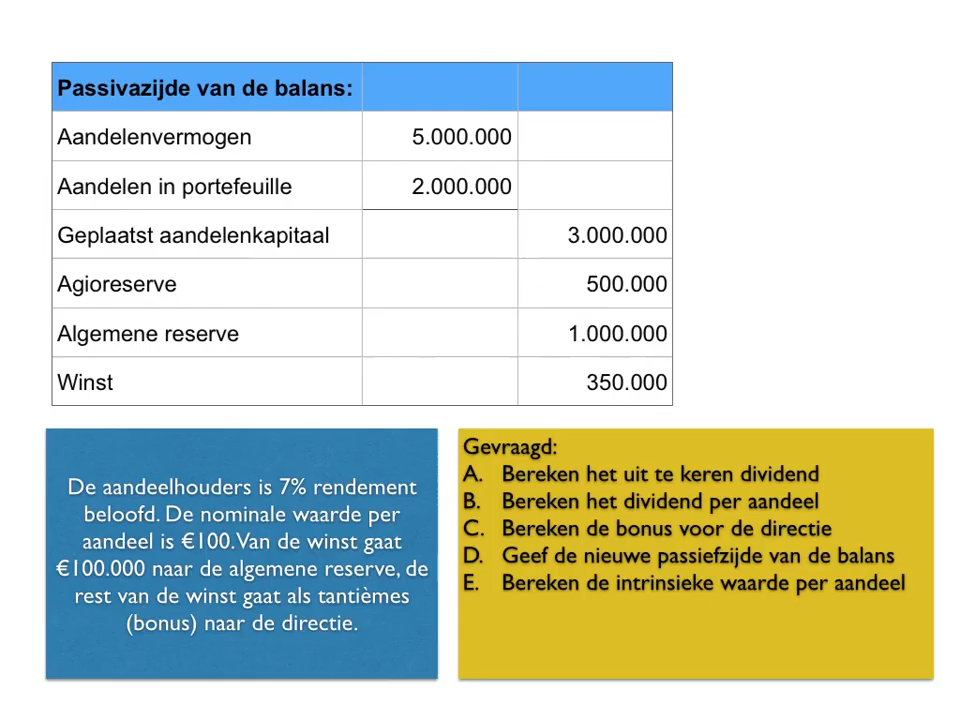 Passivazijde van de balans:
Aandelenvermogen 5.000.000
Aandelen in portefeuille 2.000.000
Geplaatst aandelenkapitaal 3.000.000
Agioreserve 500.000
Algemene reserve 1.000.000
Winst 350.000
De aandeelhouders is 7% rendement
beloofd. De nominale waarde per
aandeel is €100. Van de winst gaat
€100.000 naar de algemene reserve, de
rest van de winst gaat als tantièmes
(bonus) naar de directie.
Gevraagd:
A. Bereken het uit te keren dividend
B. Bereken het dividend per aandeel
C. Bereken de bonus voor de directie
D. Geef de nieuwe passiefzijde van de balans
E. Bereken de intrinsieke waarde per aandeel